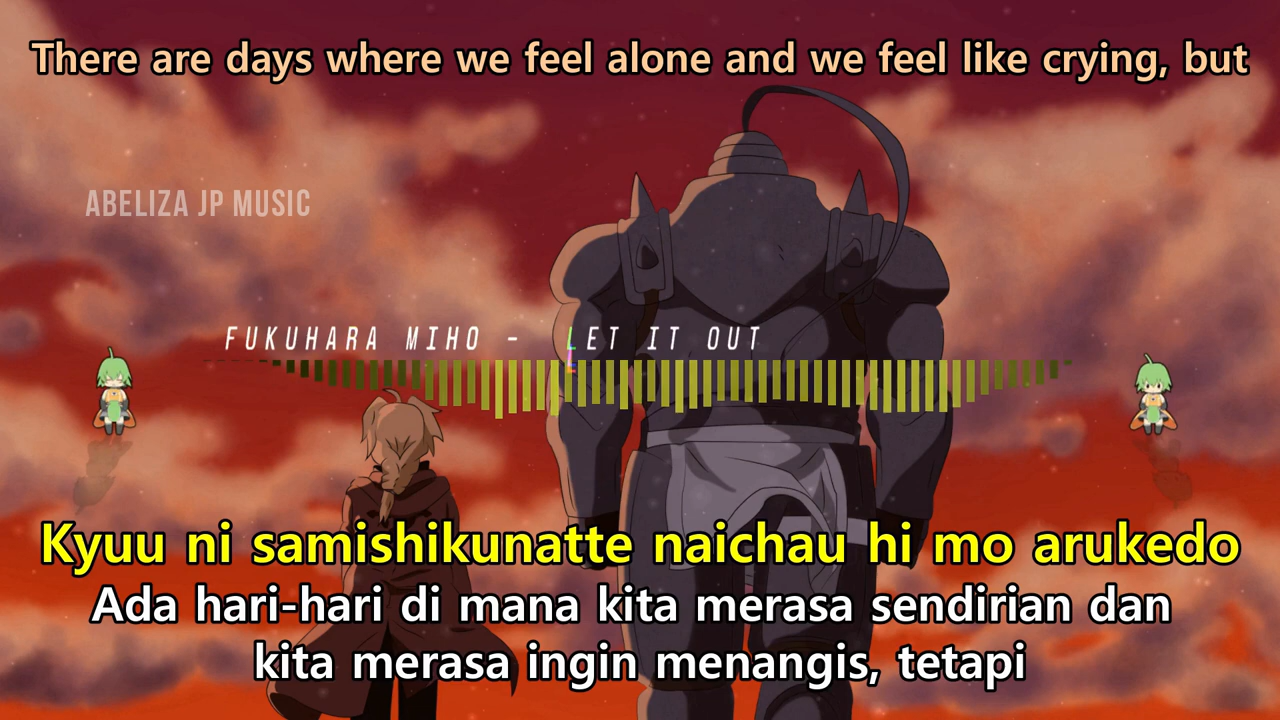 There are days where we feel alone and we feel like crying, but
ABELIZA JP MUSIC
FUKUHARA MIHO - LET IT OUT
Kyuu ni samishikunatte naichau hi mo arukedo
Ada hari-hari di mana kita merasa sendirian dan
kita merasa ingin menangis, tetapi